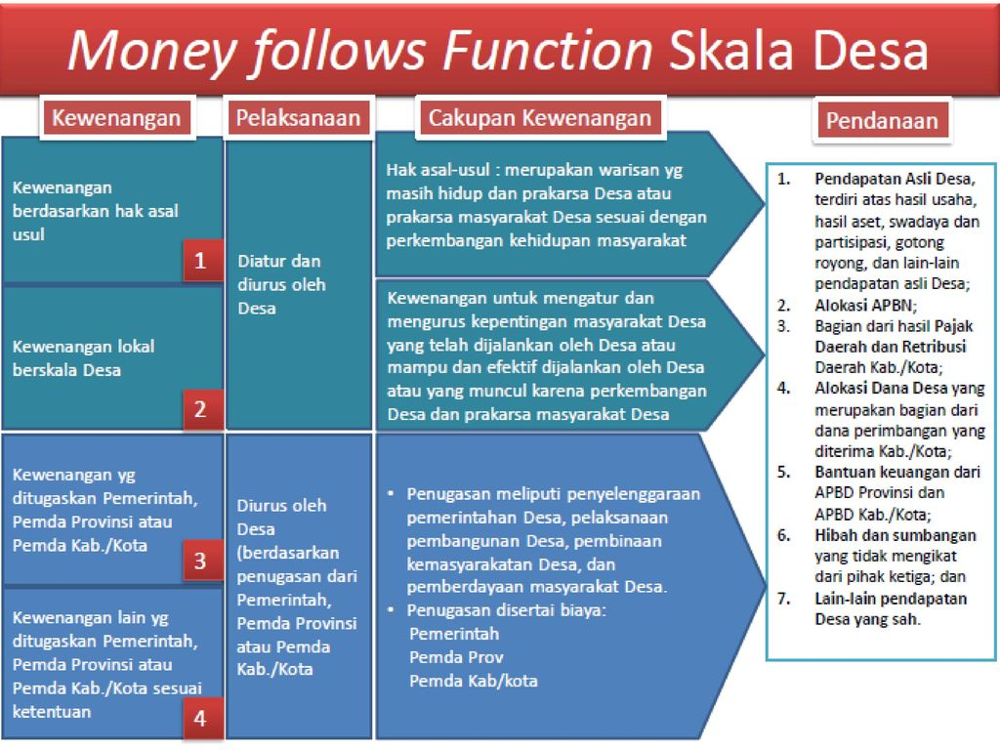 Money follows Function Skala Desa
Kewenangan
Pelaksanaan
Cakupan Kewenangan
Pendanaan
Kewenangan
berdasarkan hak asal
usul
1
Kewenangan lokal
berskala Desa
2
Diatur dan
diurus oleh
Desa
Hak asal-usul : merupakan warisan yg
masih hidup dan prakarsa Desa atau
prakarsa masyarakat Desa sesuai dengan
perkembangan kehidupan masyarakat
Kewenangan untuk mengatur dan
mengurus kepentingan masyarakat Desa
yang telah dijalankan oleh Desa atau
mampu dan efektif dijalankan oleh Desa
atau yang muncul karena perkembangan
Desa dan prakarsa masyarakat Desa
Kewenangan yg
ditugaskan Pemerintah,
Pemda Provinsi atau
Pemda Kab./Kota
3
Kewenangan lain yg
ditugaskan Pemerintah,
Pemda Provinsi atau
Pemda Kab./Kota sesuai
ketentuan
4
Diurus oleh
Desa
(berdasarkan
penugasan dari
Pemerintah,
Pemda Provinsi
atau Pemda
Kab./Kota
• Penugasan meliputi penyelenggaraan
pemerintahan Desa, pelaksanaan
pembangunan Desa, pembinaan
kemasyarakatan Desa, dan
pemberdayaan masyarakat Desa.
• Penugasan disertai biaya:
Pemerintah
Pemda Prov
Pemda Kab/kota
1. Pendapatan Asli Desa,
terdiri atas hasil usaha,
hasil aset, swadaya dan
partisipasi, gotong
royong, dan lain-lain
pendapatan asli Desa;
2. Alokasi APBN;
3. Bagian dari hasil Pajak
Daerah dan Retribusi
Daerah Kab./Kota;
4. Alokasi Dana Desa yang
merupakan bagian dari
dana perimbangan yang
diterima Kab./Kota;
5. Bantuan keuangan dari
APBD Provinsi dan
APBD Kab./Kota;
6. Hibah dan sumbangan
yang tidak mengikat
dari pihak ketiga; dan
7. Lain-lain pendapatan
Desa yang sah.